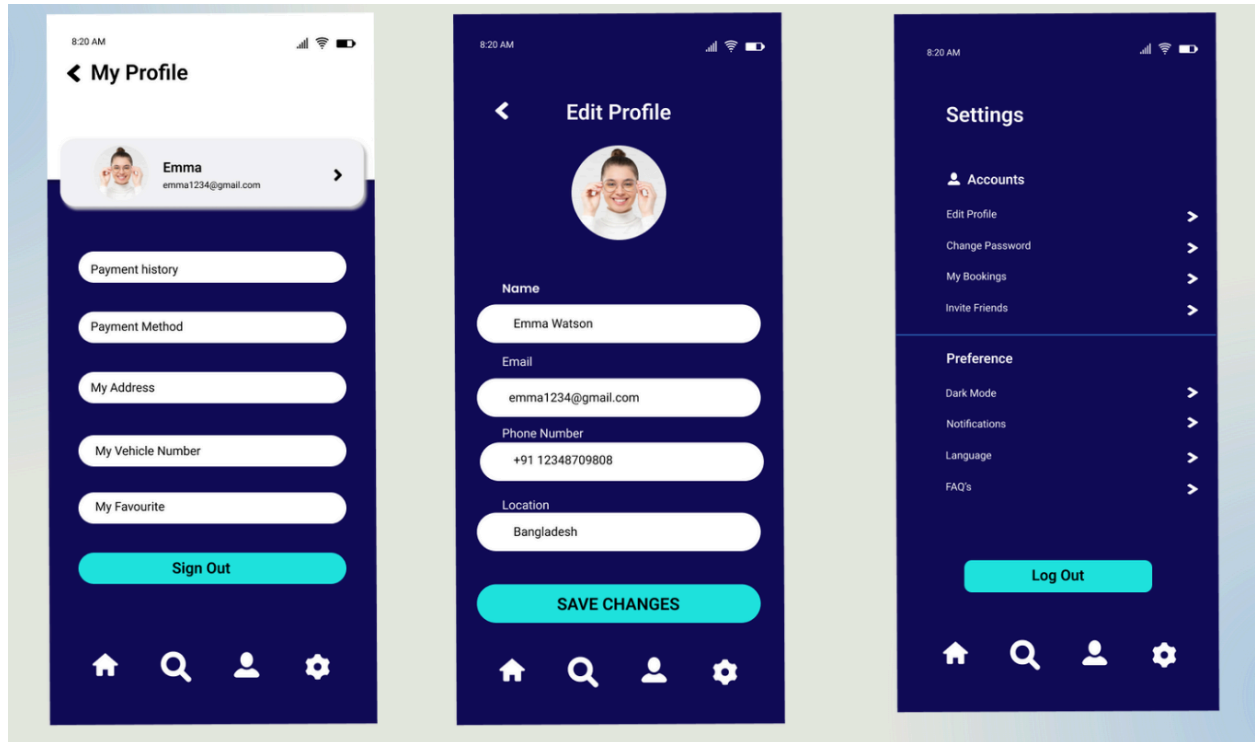 8:20 AM
My Profile
Emma
emma1234@gmail.com
Payment history
Payment Method
My Address
My Vehicle Number
My Favourite
Sign Out
8:20 AM
Edit Profile
Name
Emma Watson
Email
emma1234@gmail.com
Phone Number
+91 12348709808
Location
Bangladesh
SAVE CHANGES
8:20 AM
Settings
Accounts
Edit Profile
Change Password
My Bookings
Invite Friends
Preference
Dark Mode
Notifications
Language
FAQ's
Log Out